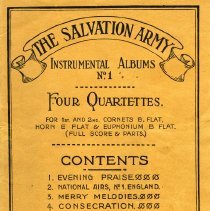 THE SALVATION ARMY
INSTRUMENTAL ALBUMS
No 1
FOUR QUARTETTES.
FOR 1ST. AND 2ND. CORNETS B. FLAT,
HORN E FLAT & EUPHONIUM B FLAT.
(FULL SCORE & PARTS)
CONTENTS
1. EVENING PRAISE.
2. NATIONAL AIRS, No 1. ENGLAND.
3. MERRY MELODIES.
4. CONSECRATION.